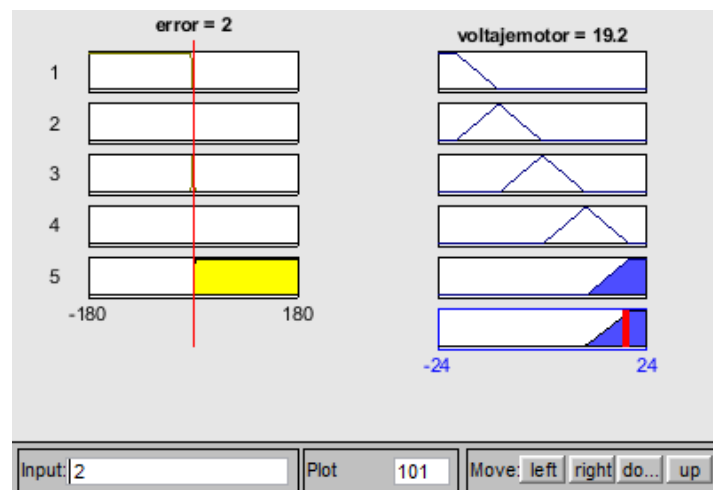 error = 2
voltajemotor = 19.2
1
2
3
4
5
-180
180
-24
24
Input: 2
Plot 101
Move: left right do... up